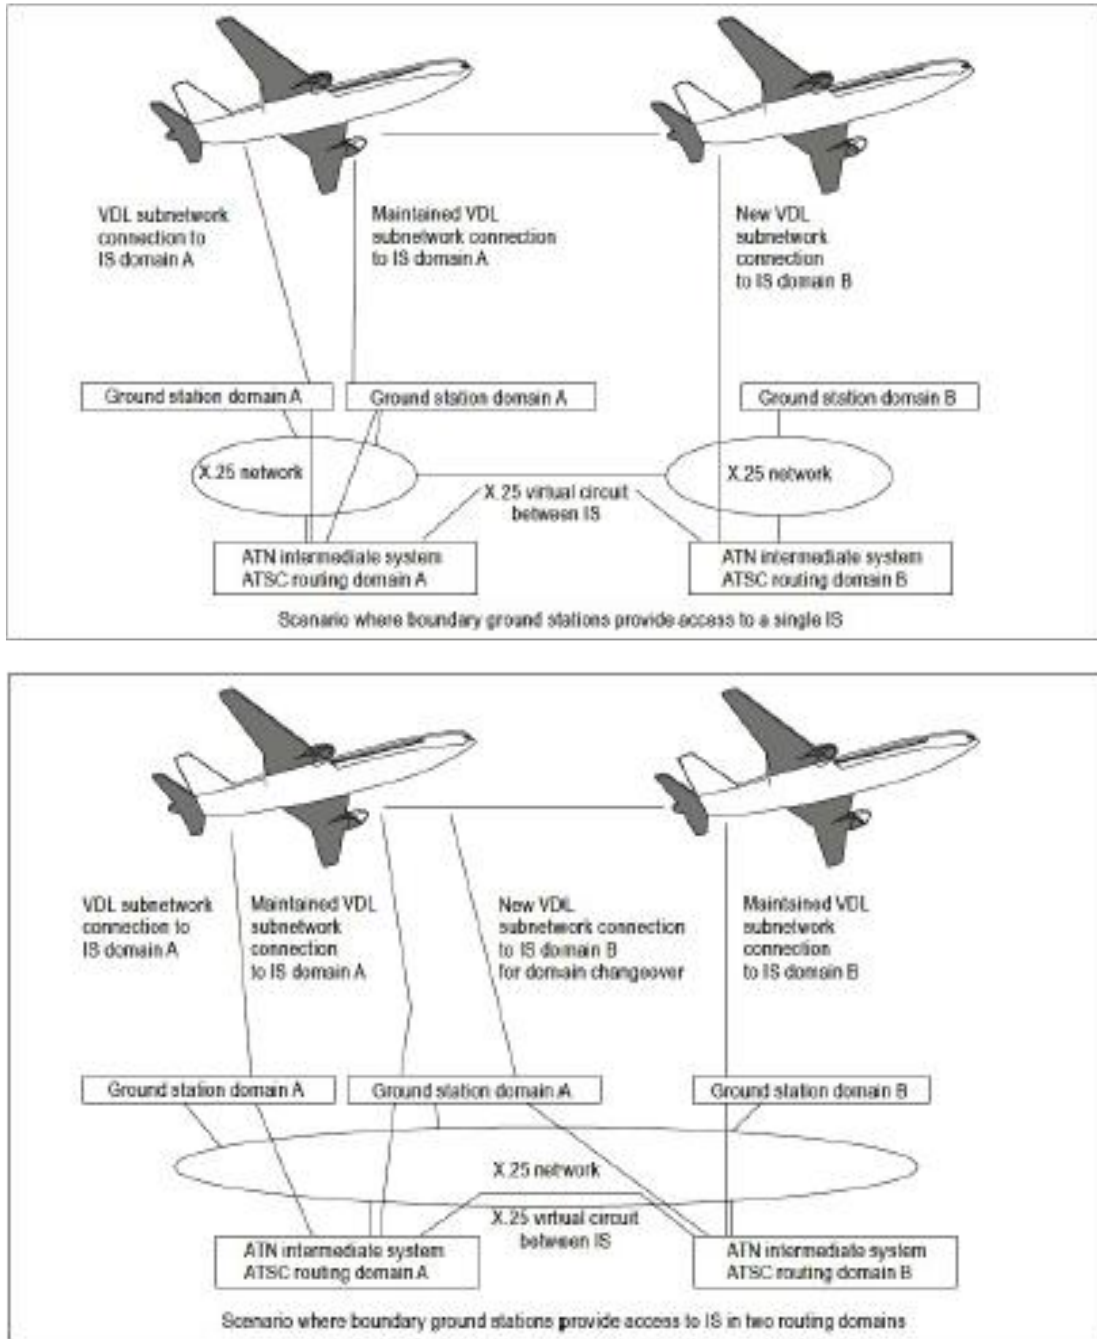 VDL subnetwork
connection to
IS domain A
Maintained VDL
subnetwork connection
to IS domain A
New VDL
subnetwork
connection
to IS domain B
Ground station domain A
Ground station domain A
Ground station domain B
X.25 network
X.25 network
X.25 virtual circuit
between IS
ATN intermediate system
ATSC routing domain A
ATN intermediate system
ATSC routing domain B
Scenario where boundary ground stations provide access to a single IS
VDL subnetwork
connection to
IS domain A
Maintained VDL
subnetwork
connection
to IS domain A
New VDL
subnetwork connection
to IS domain B
for domain changeover
Maintained VDL
subnetwork
connection
to IS domain B
Ground station domain A
Ground station domain A
Ground station domain B
X.25 network
X.25 virtual circuit
between IS
ATN intermediate system
ATSC routing domain A
ATN intermediate system
ATSC routing domain B
Scenario where boundary ground stations provide access to IS in two routing domains